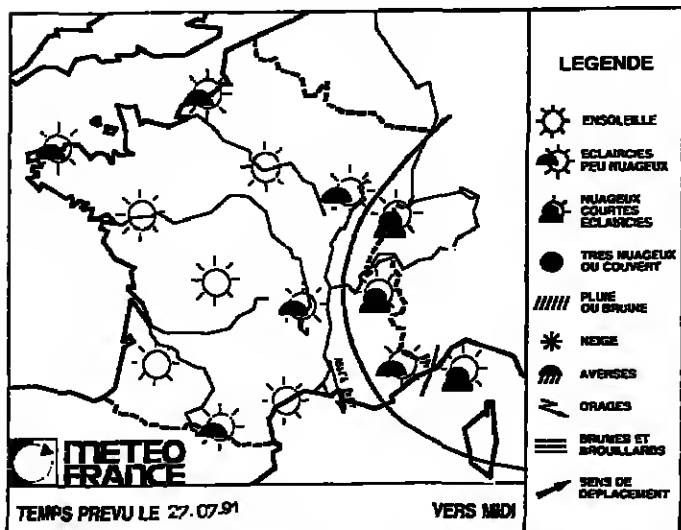 LEGENDE
ENSOLEILLE
ECLAIRCIES
PEU NUAGEUX
NUAGEUX
COURTES
ECLAIRCIES
TRES NUAGEUX
OU COUVERT
PLUIE
OU BRUINE
NEIGE
AVERSES
ORAGES
BRUMES ET
BROUILLARDS
SENS DE
DEPLACEMENT
METEO
FRANCE
TEMPS PREVU LE 27.07.91
VERS MIDI